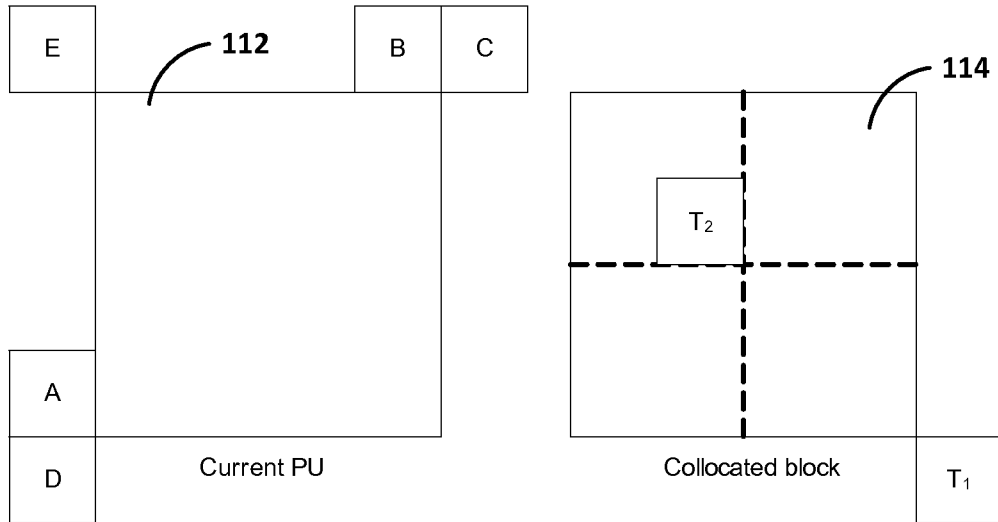 E
112
B
C
114
T₂
A
D
Current PU
Collocated block
T₁